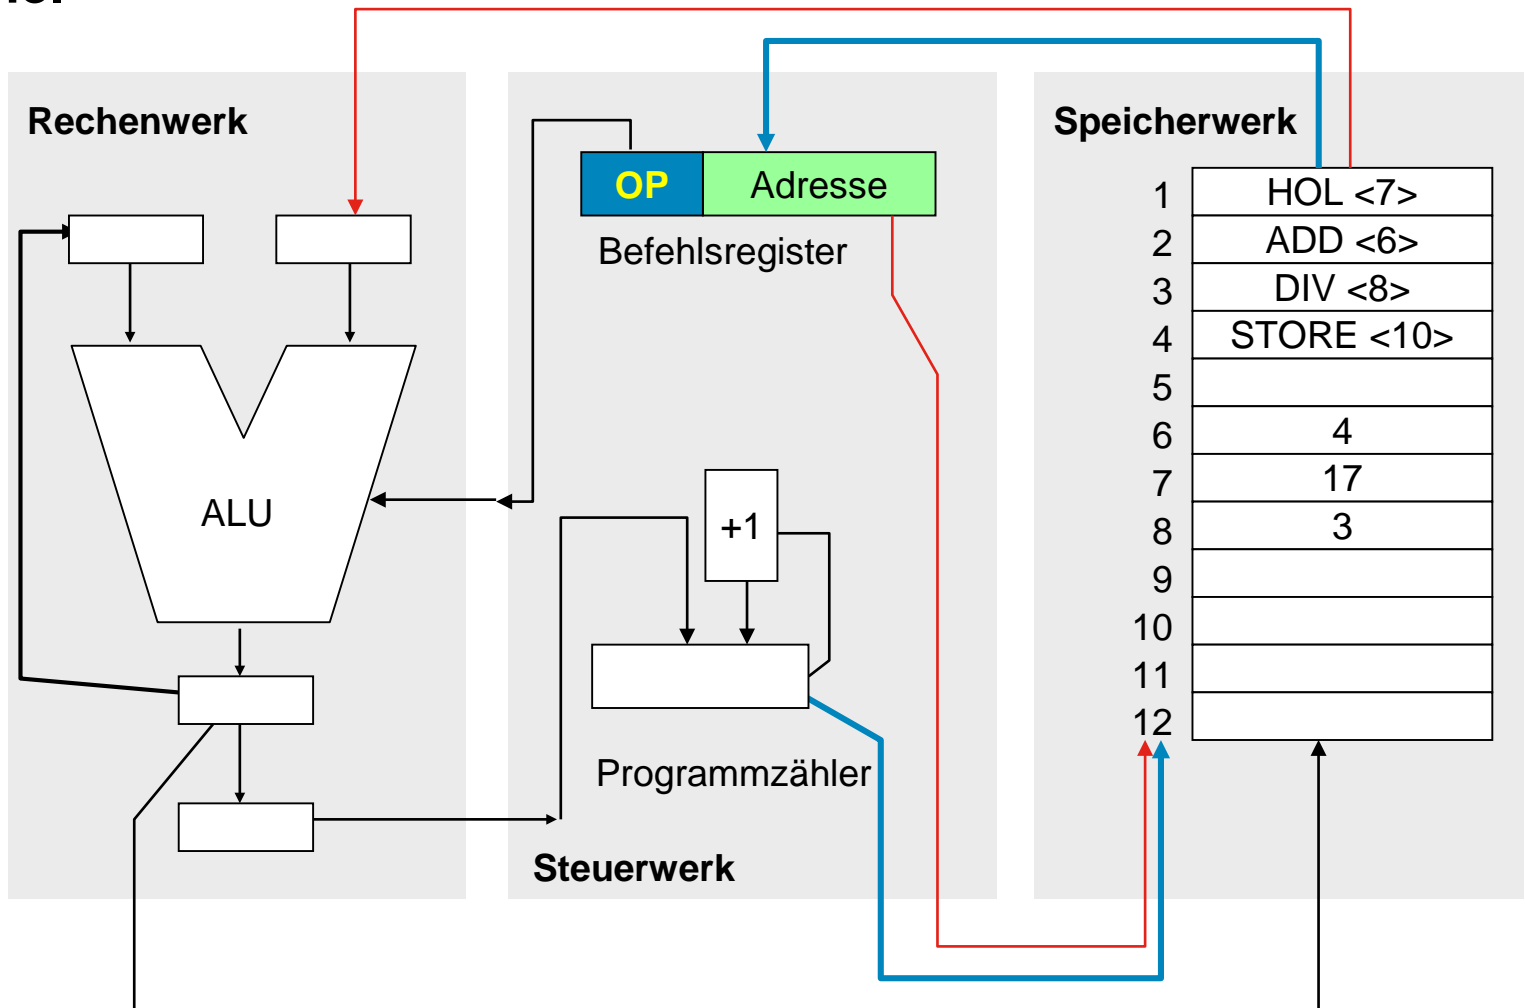 Rechenwerk
Speicherwerk
OP Adresse
Befehlsregister
1 HOL <7>
2 ADD <6>
3 DIV <8>
4 STORE <10>
5
6 4
7 17
8 3
9
10
11
12
ALU
+1
Programmzähler
Steuerwerk